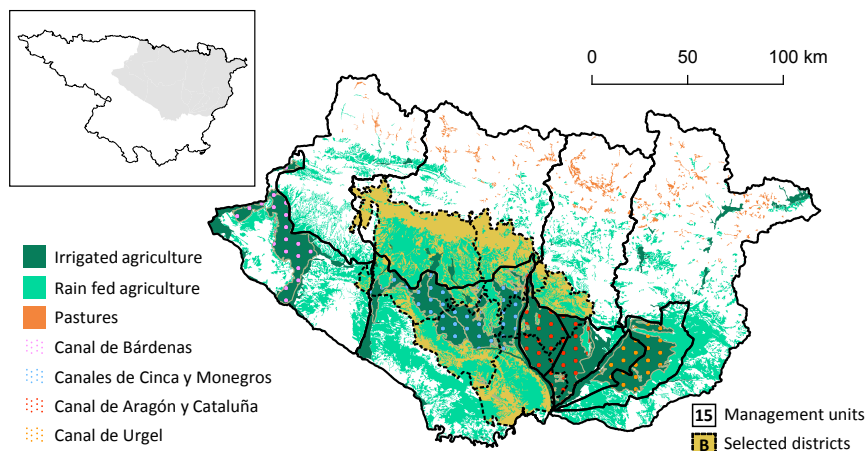 0 50 100 km
Irrigated agriculture
Rain fed agriculture
Pastures
Canal de Bárdenas
Canales de Cinca y Monegros
Canal de Aragón y Cataluña
Canal de Urgel
15 Management units
B Selected districts